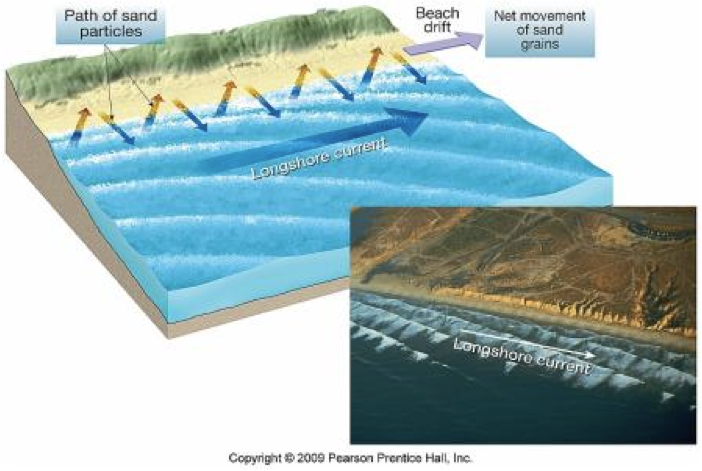 Path of sand
particles
Beach
drift
Net movement
of sand
grains
Longshore current
Longshore current
Copyright © 2009 Pearson Prentice Hall, Inc.